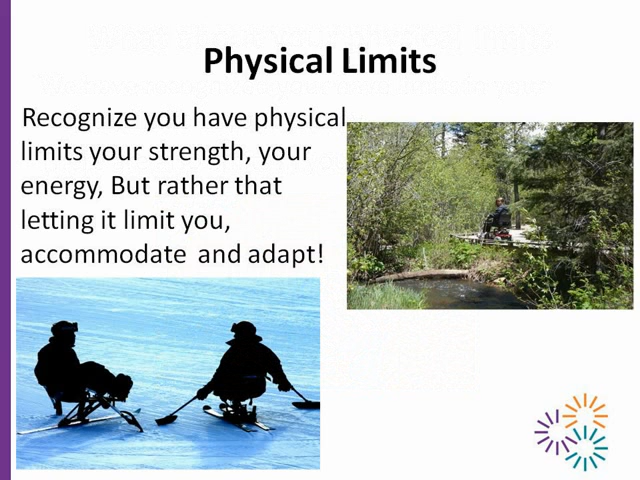 Physical Limits
Recognize you have physical
limits your strength, your
energy, But rather that
letting it limit you,
accommodate  and adapt!